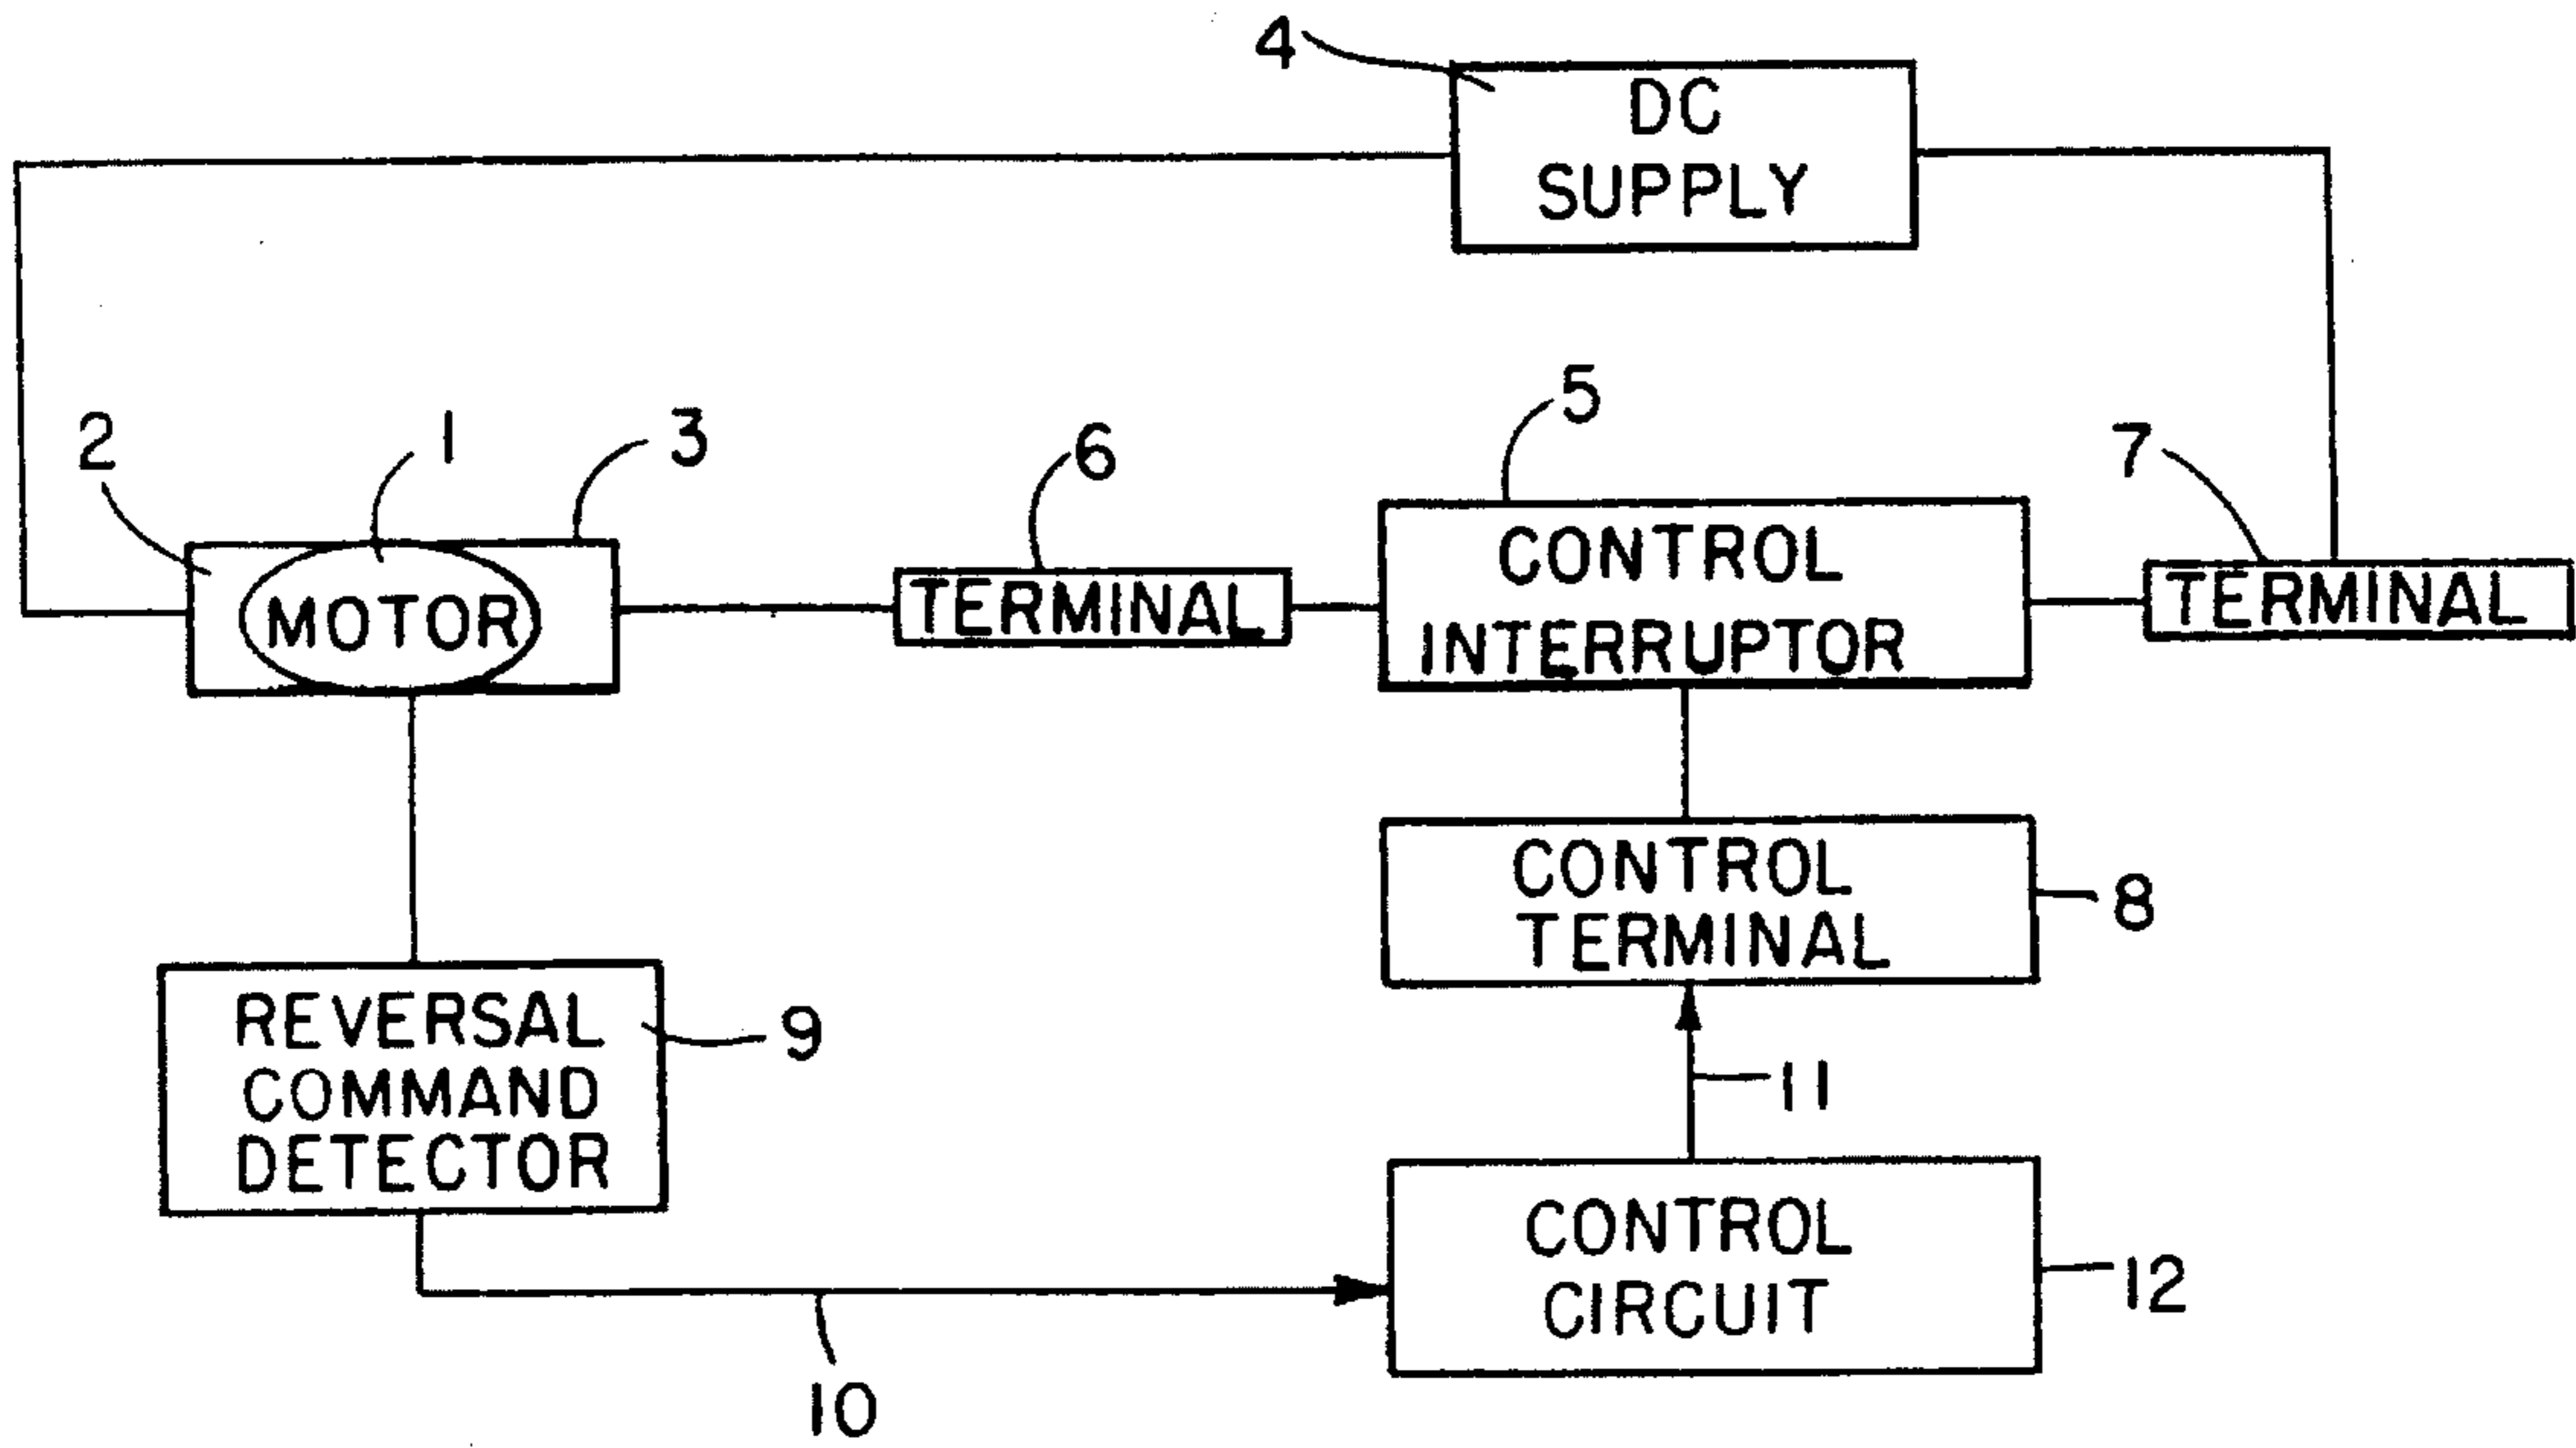 4
DC
SUPPLY
2
1
3
6
5
7
MOTOR
TERMINAL
CONTROL
INTERRUPTOR
TERMINAL
CONTROL
TERMINAL
8
REVERSAL
COMMAND
DETECTOR
9
11
CONTROL
CIRCUIT
12
10